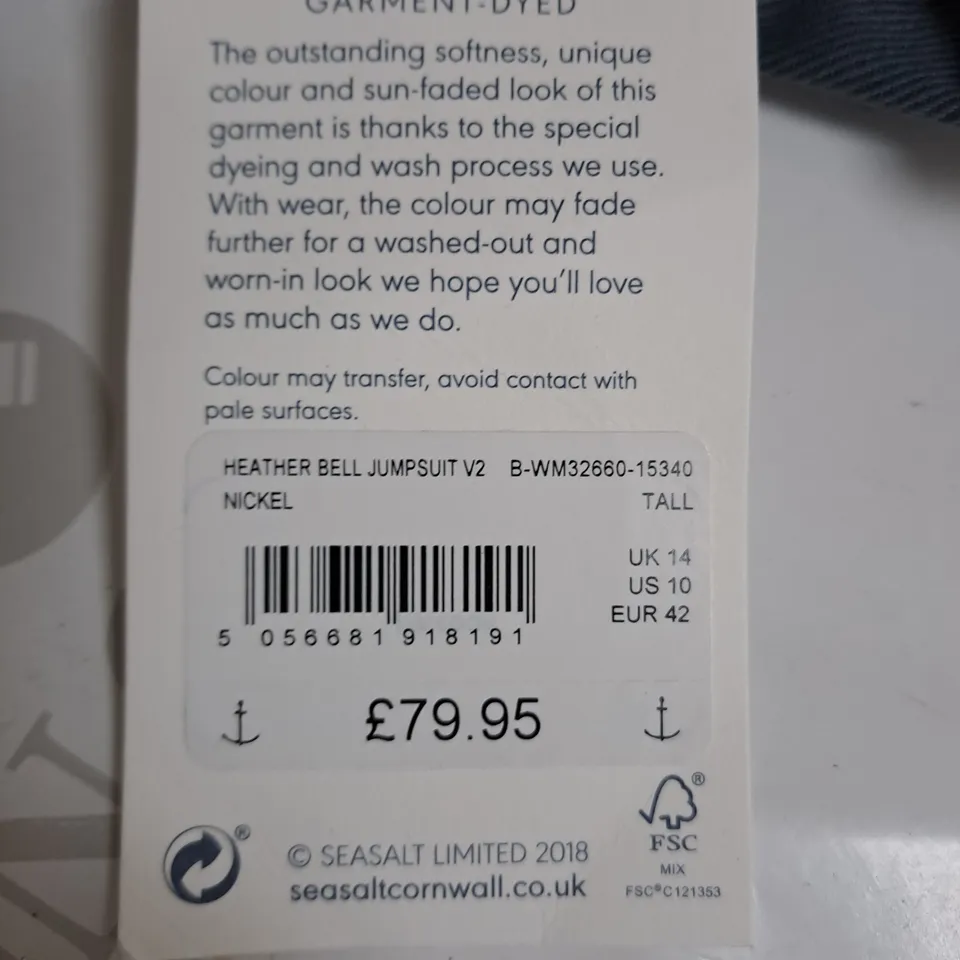 GARMENT-DYED
The outstanding softness, unique
colour and sun-faded look of this
garment is thanks to the special
dyeing and wash process we use.
With wear, the colour may fade
further for a washed-out and
worn-in look we hope you'll love
as much as we do.
Colour may transfer, avoid contact with
pale surfaces.
HEATHER BELL JUMPSUIT V2 B-WM32660-15340
NICKEL TALL
UK 14
US 10
EUR 42
5 056681 918191
£79.95
© SEASALT LIMITED 2018
seasaltcornwall.co.uk
®
®
FSC
MIX
FSC® C121353